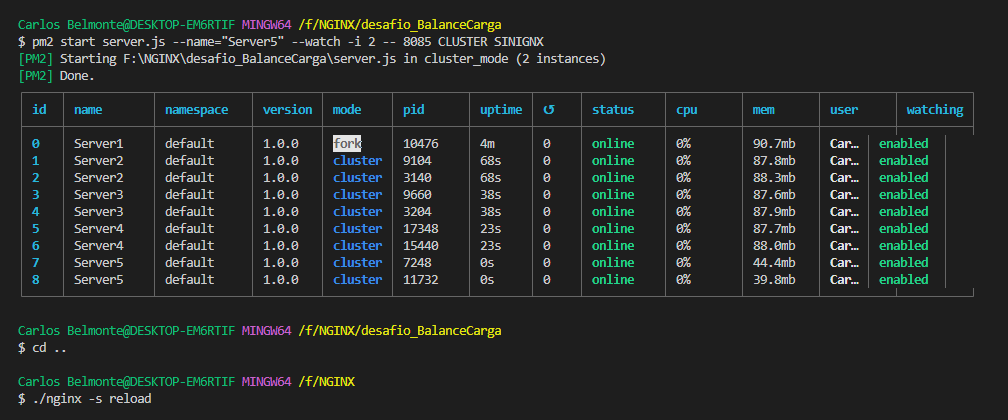 Carlos Belmonte@DESKTOP-EM6RTIF MINGW64 /f/NGINX/desafio_BalanceCarga
$ pm2 start server.js --name="Server5" --watch -i 2 -- 8085 CLUSTER SINIGNX
[PM2] Starting F:\NGINX\desafio_BalanceCarga\server.js in cluster_mode (2 instances)
[PM2] Done.
id name namespace version mode pid uptime ↺ status cpu mem user watching
0 Server1 default 1.0.0 fork 10476 4m 0 online 0% 90.7mb Car… enabled
1 Server2 default 1.0.0 cluster 9104 68s 0 online 0% 87.8mb Car… enabled
2 Server2 default 1.0.0 cluster 3140 68s 0 online 0% 88.3mb Car… enabled
3 Server3 default 1.0.0 cluster 9660 38s 0 online 0% 87.6mb Car… enabled
4 Server3 default 1.0.0 cluster 3204 38s 0 online 0% 87.9mb Car… enabled
5 Server4 default 1.0.0 cluster 17348 23s 0 online 0% 87.7mb Car… enabled
6 Server4 default 1.0.0 cluster 15440 23s 0 online 0% 88.0mb Car… enabled
7 Server5 default 1.0.0 cluster 7248 0s 0 online 0% 44.4mb Car… enabled
8 Server5 default 1.0.0 cluster 11732 0s 0 online 0% 39.8mb Car… enabled
Carlos Belmonte@DESKTOP-EM6RTIF MINGW64 /f/NGINX/desafio_BalanceCarga
$ cd ..
Carlos Belmonte@DESKTOP-EM6RTIF MINGW64 /f/NGINX
$ ./nginx -s reload